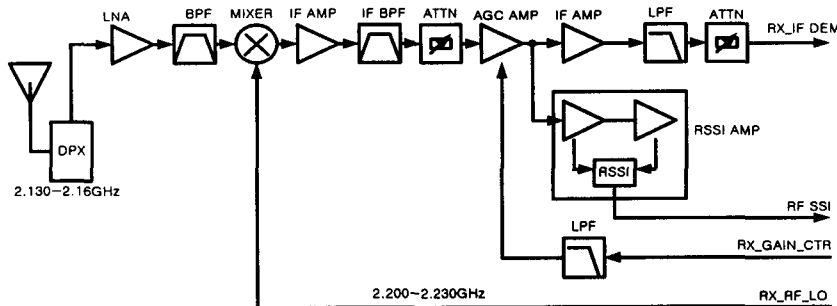 LNA
BPF
MIXER
IF AMP
IF BPF
ATTN
AGC AMP
IF AMP
LPF
ATTN
RX_IF DEM
DPX
2.130-2.16GHz
RSSI AMP
RSSI
RF SSI
LPF
RX_GAIN_CTR
2.200-2.230GHz
RX_RF_LO